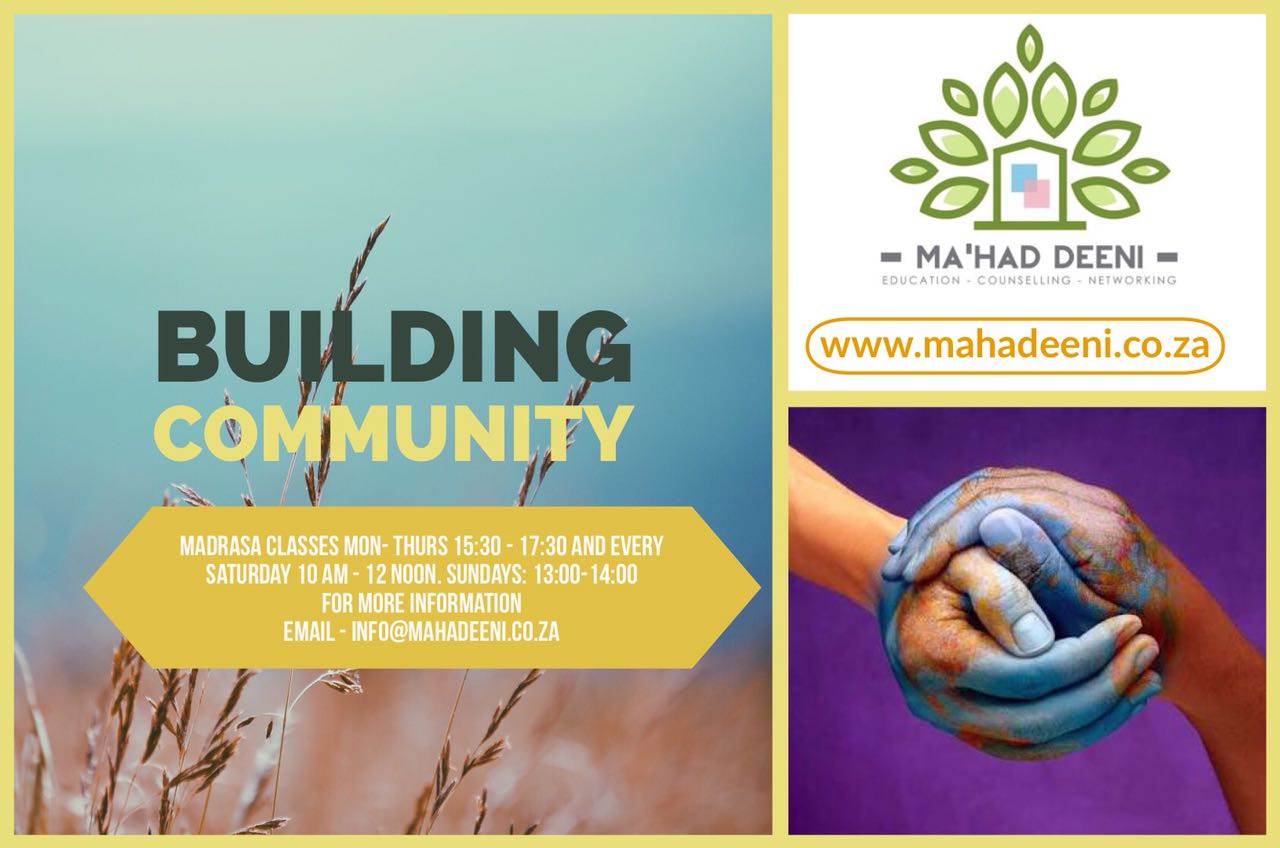 BUILDING
COMMUNITY
MADRASA CLASSES MON- THURS 15:30 - 17:30 AND EVERY
SATURDAY 10 AM - 12 NOON. SUNDAYS: 13:00-14:00
FOR MORE INFORMATION
EMAIL - INFO@MAHADEENI.CO.ZA
- MA'HAD DEENI -
EDUCATION - COUNSELLING - NETWORKING
www.mahadeeni.co.za